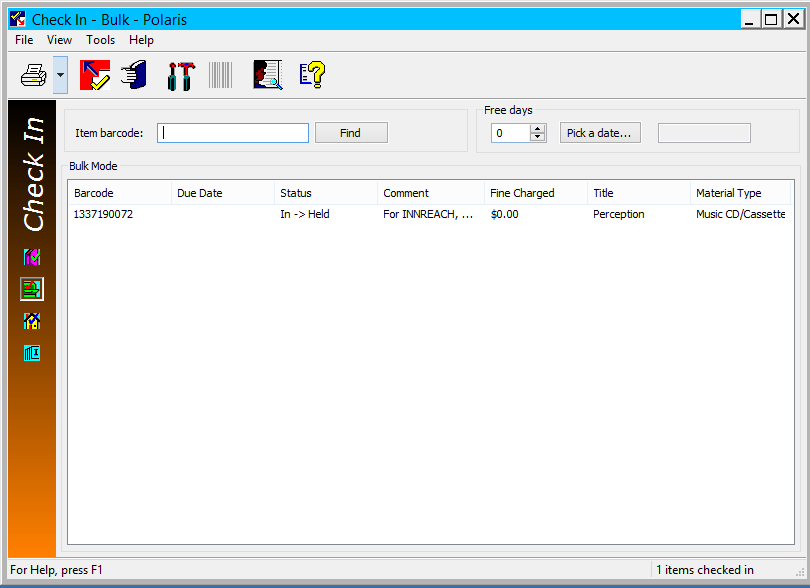 Check In - Bulk - Polaris
File View Tools Help
Check In
Item barcode:
Find
Free days
0
Pick a date...
Bulk Mode
Barcode Due Date Status Comment Fine Charged Title Material Type
1337190072 In -> Held For INNREACH, ... $0.00 Perception Music CD/Cassette
For Help, press F1
1 items checked in